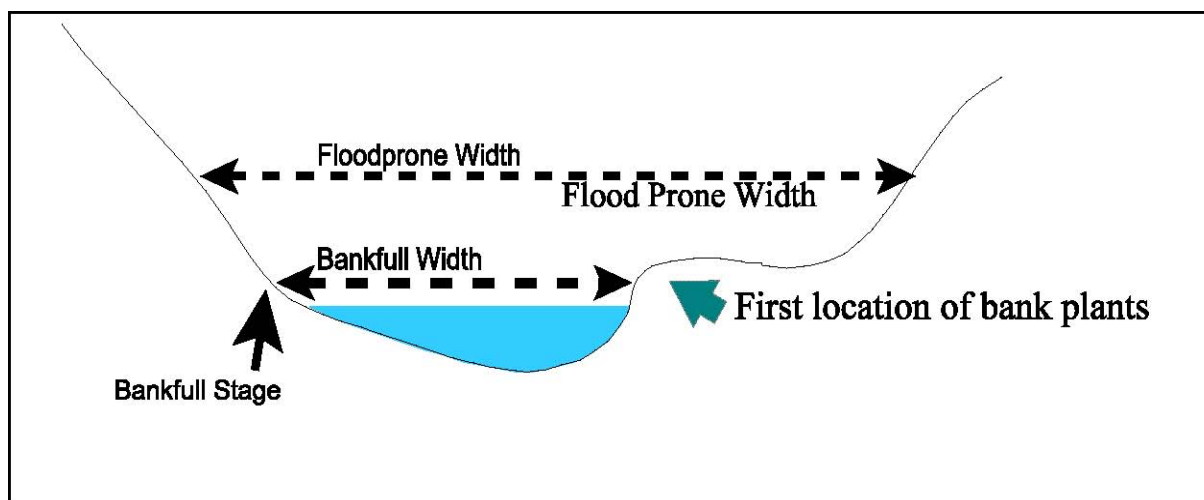 Floodprone Width
Flood Prone Width
Bankfull Width
First location of bank plants
Bankfull Stage